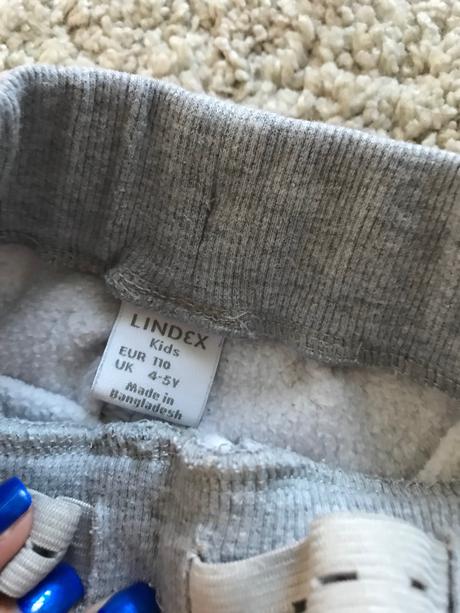 LINDEX
Kids
EUR 110
UK 4-5Y
Made in
Bangladesh